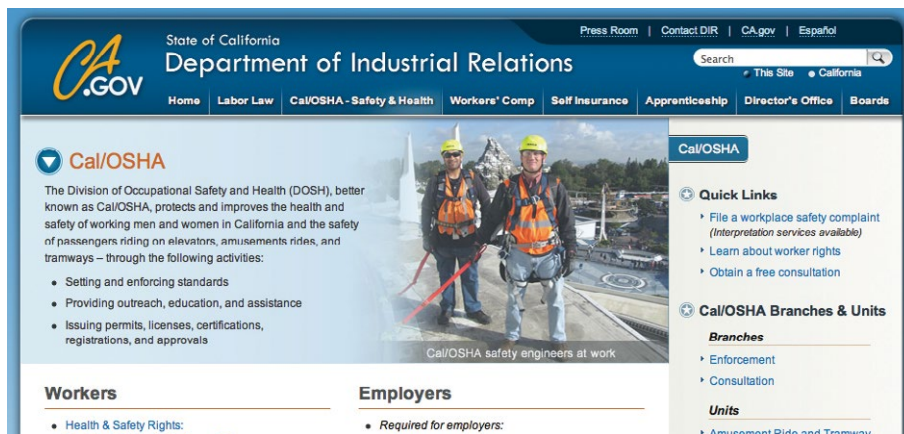 Press Room | Contact DIR | CA.gov | Español
CA
.GOV
State of California
Department of Industrial Relations
Search
This Site California
Home Labor Law Cal/OSHA - Safety & Health Workers' Comp Self Insurance Apprenticeship Director's Office Boards
Cal/OSHA
The Division of Occupational Safety and Health (DOSH), better
known as Cal/OSHA, protects and improves the health and
safety of working men and women in California and the safety
of passengers riding on elevators, amusements rides, and
tramways – through the following activities:
• Setting and enforcing standards
• Providing outreach, education, and assistance
• Issuing permits, licenses, certifications,
registrations, and approvals
Cal/OSHA safety engineers at work
Workers
• Health & Safety Rights:
Employers
• Required for employers:
Cal/OSHA
Quick Links
File a workplace safety complaint
(Interpretation services available)
Learn about worker rights
Obtain a free consultation
Cal/OSHA Branches & Units
Branches
Enforcement
Consultation
Units
Amusement Ride and Tramway